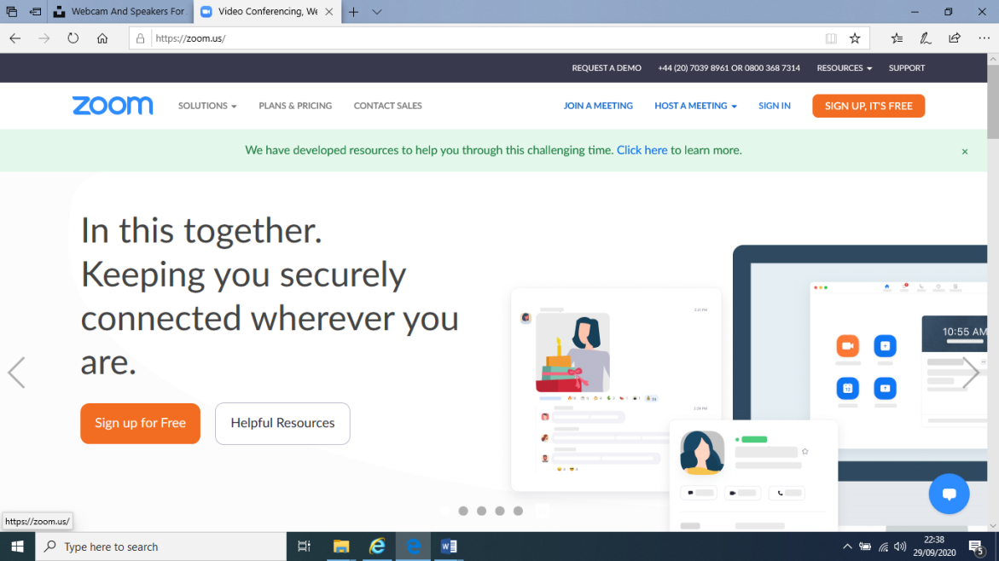 Webcam And Speakers For
Video Conferencing, We
https://zoom.us/
REQUEST A DEMO +44 (20) 7039 8961 OR 0800 368 7314 RESOURCES SUPPORT
zoom SOLUTIONS PLANS & PRICING CONTACT SALES JOIN A MEETING HOST A MEETING SIGN IN SIGN UP, IT'S FREE
We have developed resources to help you through this challenging time. Click here to learn more.
In this together.
Keeping you securely
connected wherever you
are.
Sign up for Free
Helpful Resources
2:21 PM
10:55 AM
https://zoom.us/
Type here to search
22:38
29/09/2020
5